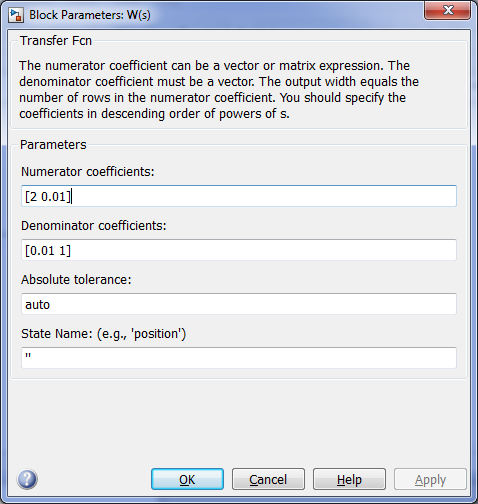 Block Parameters: W(s)
Transfer Fcn
The numerator coefficient can be a vector or matrix expression. The
denominator coefficient must be a vector. The output width equals the
number of rows in the numerator coefficient. You should specify the
coefficients in descending order of powers of s.
Parameters
Numerator coefficients:
[2 0.01]
Denominator coefficients:
[0.01 1]
Absolute tolerance:
auto
State Name: (e.g., 'position')
''
OK Cancel Help Apply